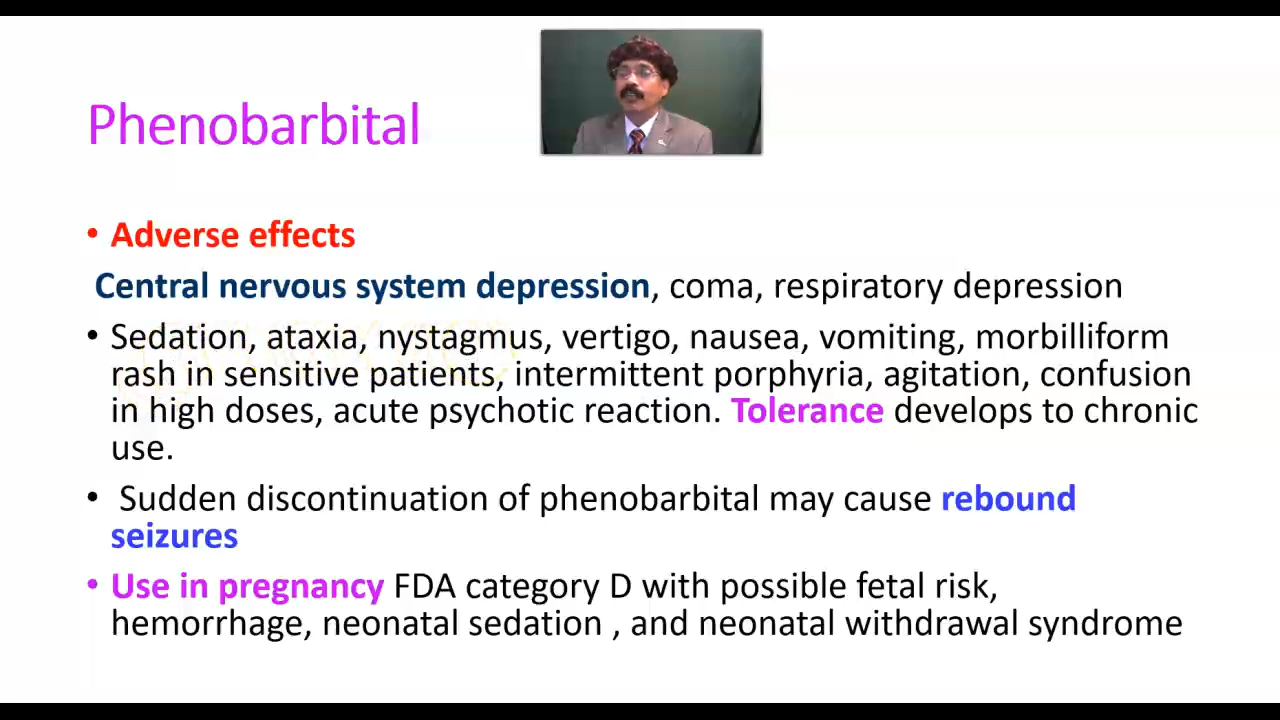 Phenobarbital
• Adverse effects
Central nervous system depression, coma, respiratory depression
• Sedation, ataxia, nystagmus, vertigo, nausea, vomiting, morbilliform
rash in sensitive patients, intermittent porphyria, agitation, confusion
in high doses, acute psychotic reaction. Tolerance develops to chronic
use.
• Sudden discontinuation of phenobarbital may cause rebound
seizures
• Use in pregnancy FDA category D with possible fetal risk,
hemorrhage, neonatal sedation , and neonatal withdrawal syndrome